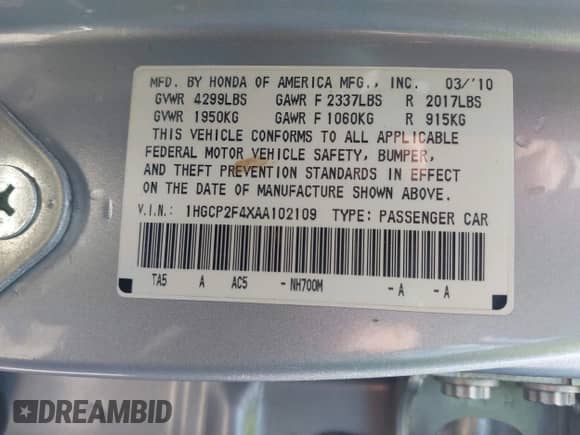 MFD. BY HONDA OF AMERICA MFG., INC. 03/'10
GVWR 4299LBS GAWR F 2337LBS R 2017LBS
GVWR 1950KG GAWR F 1060KG R 915KG
THIS VEHICLE CONFORMS TO ALL APPLICABLE
FEDERAL MOTOR VEHICLE SAFETY, BUMPER,
AND THEFT PREVENTION STANDARDS IN EFFECT
ON THE DATE OF MANUFACTURE SHOWN ABOVE.
V.I.N.: 1HGCP2F4XAA102109 TYPE: PASSENGER CAR
TA5 A AC5 - NH700M - A - A
DREAMBID